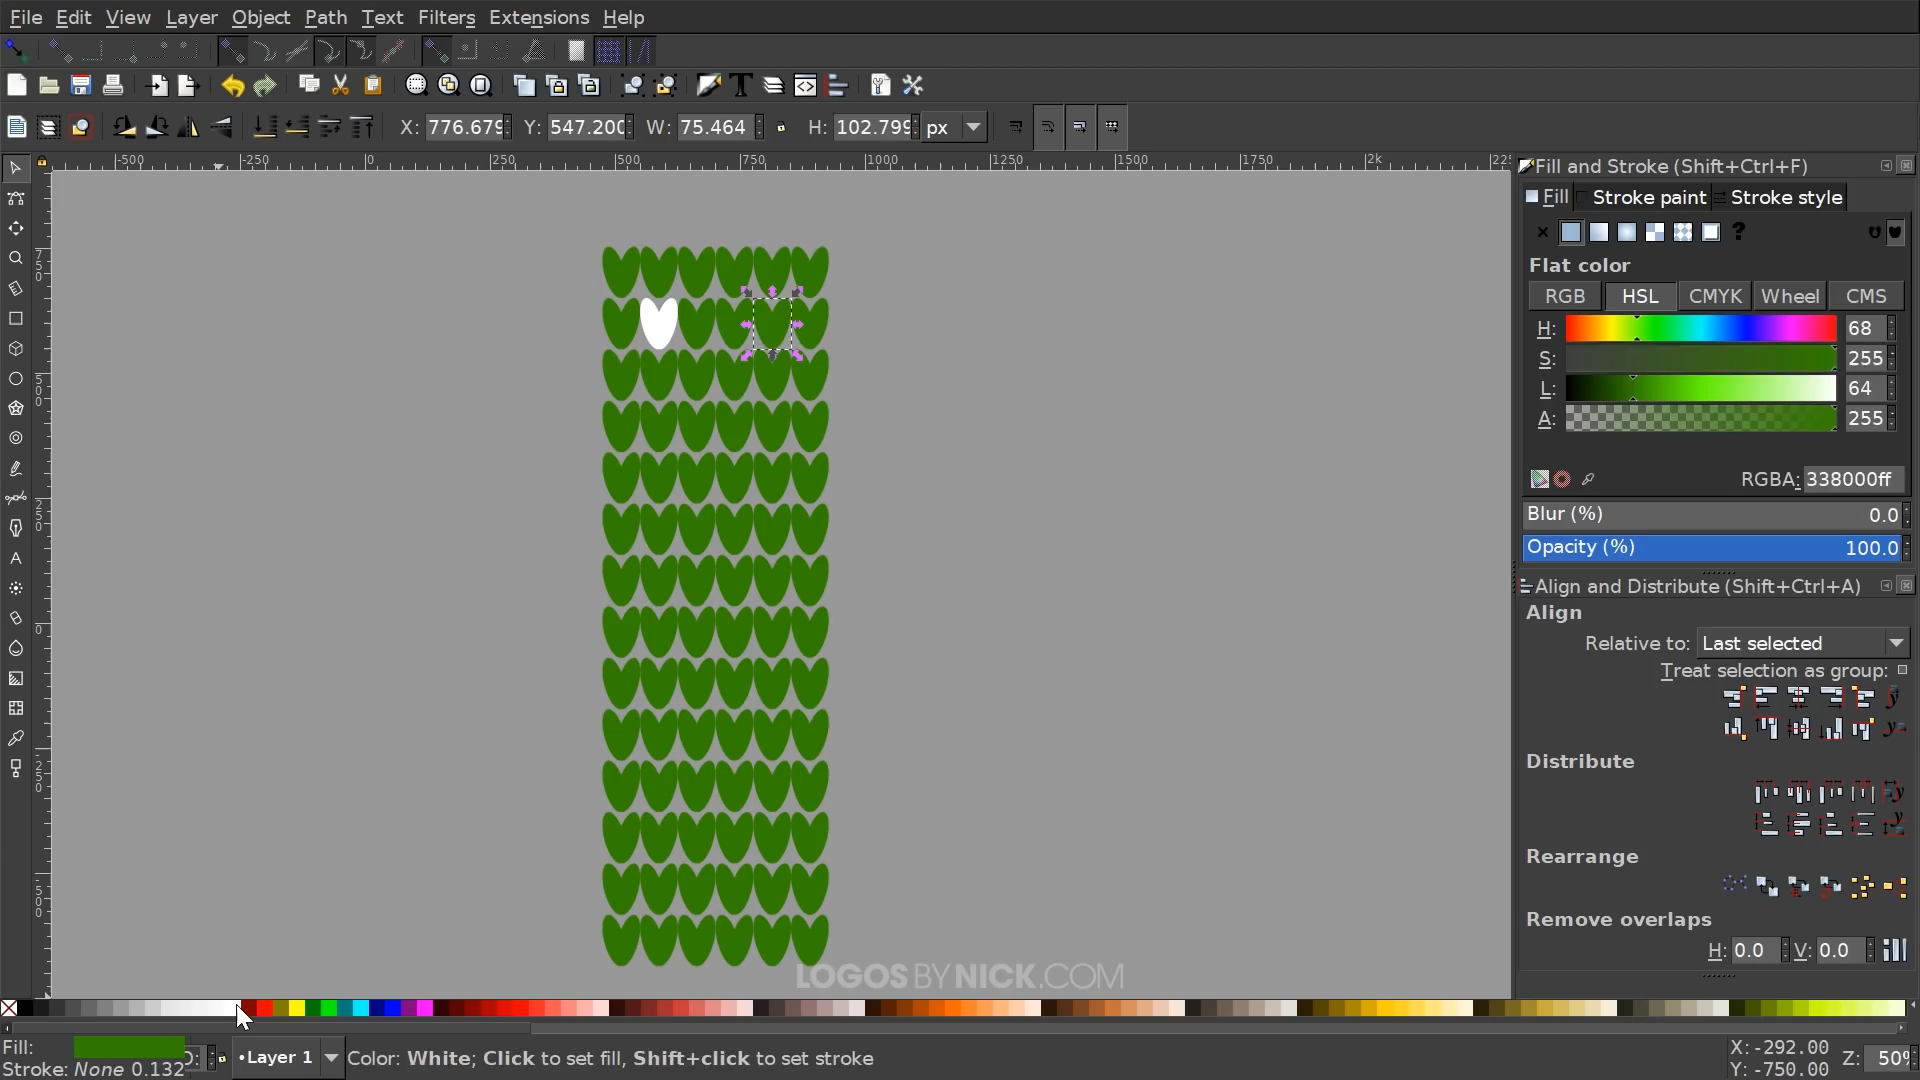 File Edit View Layer Object Path Text Filters Extensions Help
X: 776.679 Y: 547.200 W: 75.464 H: 102.799 px
-500 -250 0 250 500 750 1000 1250 1500 1750 2k
Fill and Stroke (Shift+Ctrl+F)
Fill Stroke paint Stroke style
Flat color
RGB HSL CMYK Wheel CMS
H: 68
S: 255
L: 64
A: 255
RGBA: 338000ff
Blur (%) 0.0
Opacity (%) 100.0
Align and Distribute (Shift+Ctrl+A)
Align
Relative to: Last selected
Treat selection as group:
Distribute
Rearrange
Remove overlaps
H: 0.0 V: 0.0
LOGOS BY NICK.COM
Fill:
Stroke: None 0.132
•Layer 1
Color: White; Click to set fill, Shift+click to set stroke
X: -292.00
Y: -750.00
Z: 50%